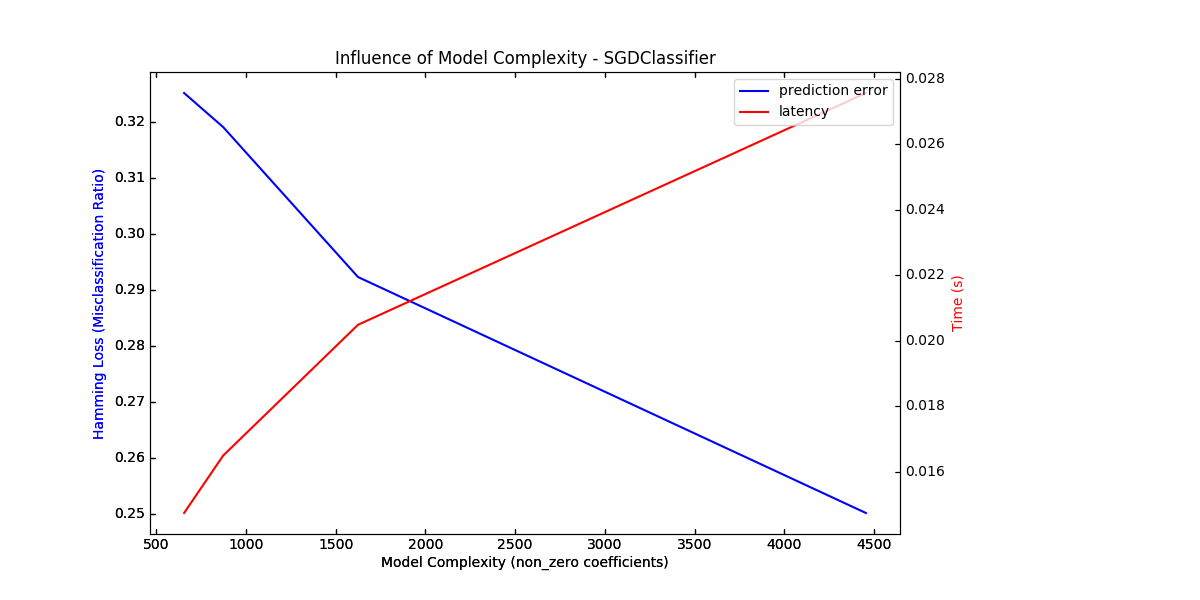 Influence of Model Complexity - SGDClassifier
prediction error
latency
0.32
0.31
0.30
0.29
0.28
0.27
0.26
0.25
Hamming Loss (Misclassification Ratio)
0.028
0.026
0.024
0.022
0.020
0.018
0.016
Time (s)
500 1000 1500 2000 2500 3000 3500 4000 4500
Model Complexity (non_zero coefficients)